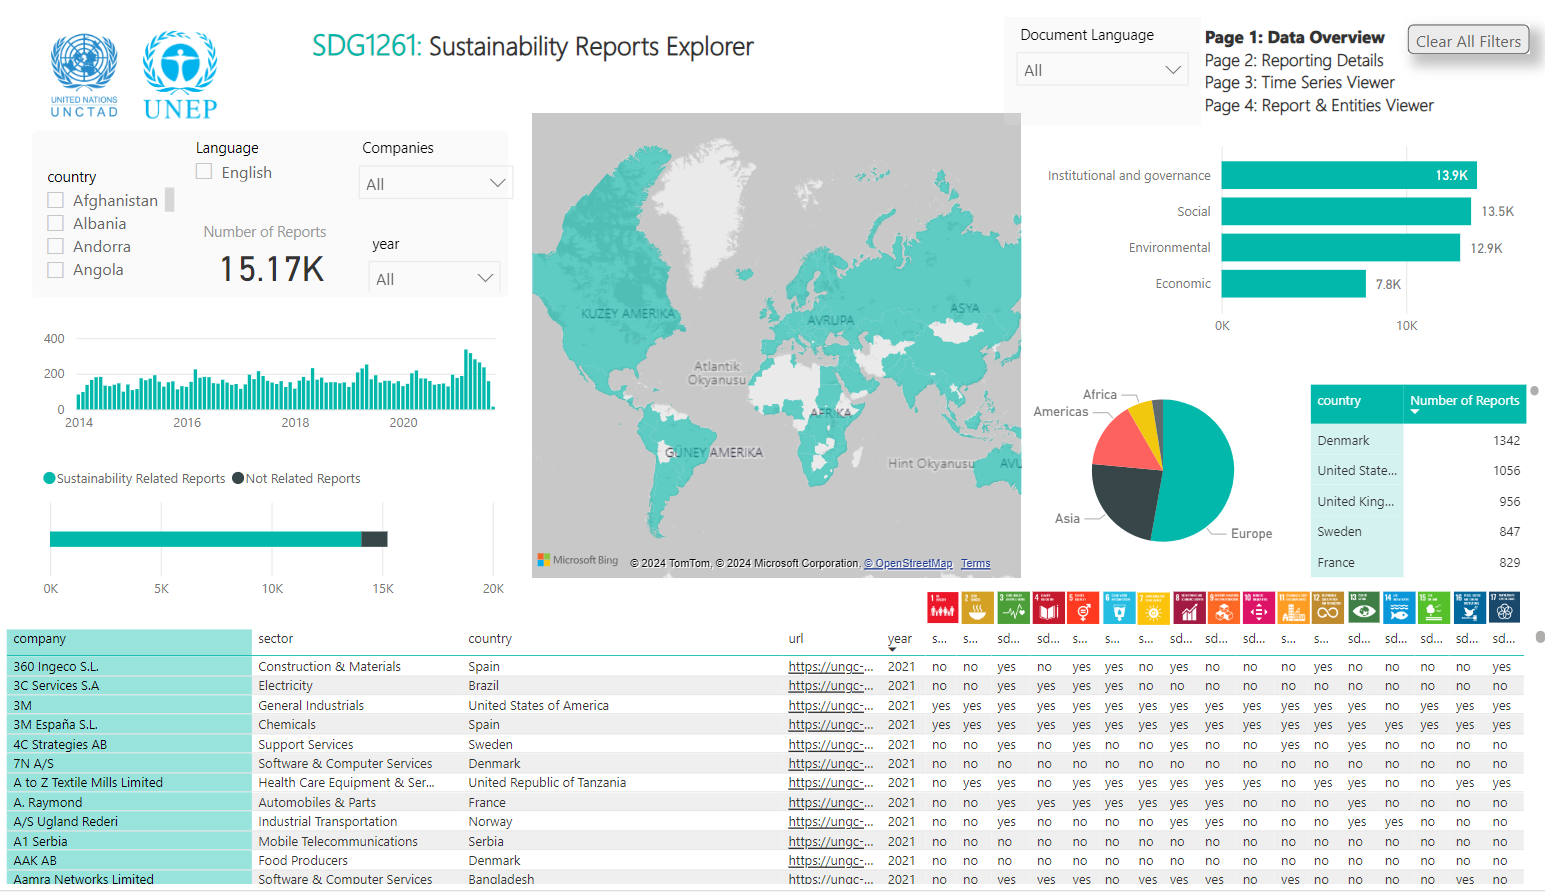 SDG1261: Sustainability Reports Explorer
UNITED NATIONS
UNCTAD
UNEP
Document Language
All
Page 1: Data Overview
Page 2: Reporting Details
Page 3: Time Series Viewer
Page 4: Report & Entities Viewer
Clear All Filters
country
Afghanistan
Albania
Andorra
Angola
Language
English
Companies
All
Number of Reports
15.17K
year
All
400
200
0
2014 2016 2018 2020
Sustainability Related Reports Not Related Reports
0K 5K 10K 15K 20K
KUZEY AMERIKA
AVRUPA
ASYA
Atlantik
Okyanusu
AFRIKA
GÜNEY AMERIKA
Hint Okyanusu
AVU
Microsoft Bing
© 2024 TomTom, © 2024 Microsoft Corporation, © OpenStreetMap Terms
Institutional and governance 13.9K
Social 13.5K
Environmental 12.9K
Economic 7.8K
0K 10K
Africa
Americas
Asia
Europe
country Number of Reports
Denmark 1342
United State... 1056
United King... 956
Sweden 847
France 829
1 2 3 4 5 6 7 8 9 10 11 12 13 14 15 16 17
company sector country url year s... s... sd... sd... s... s... sd... sd... sd... sd... s... s... sd... sd... sd... sd... sd...
360 Ingeco S.L. Construction & Materials Spain https://ungc-... 2021 no no yes no yes yes no yes no no no yes no no no no yes
3C Services S.A Electricity Brazil https://ungc-... 2021 no no yes yes yes yes no no no no no no no no no no no
3M General Industrials United States of America https://ungc-... 2021 yes yes yes yes yes yes yes yes yes yes yes yes yes no yes yes yes
3M España S.L. Chemicals Spain https://ungc-... 2021 yes yes yes yes yes yes yes yes yes yes yes yes yes yes yes yes yes
4C Strategies AB Support Services Sweden https://ungc-... 2021 no no yes no yes no no yes no no yes no yes no no no no
7N A/S Software & Computer Services Denmark https://ungc-... 2021 no no no no no no no no no no no no no no no no no
A to Z Textile Mills Limited Health Care Equipment & Ser... United Republic of Tanzania https://ungc-... 2021 no yes yes no yes yes yes yes yes yes no yes yes no no yes yes
A. Raymond Automobiles & Parts France https://ungc-... 2021 no no yes yes yes yes yes yes yes no no no yes no no no no
A/S Ugland Rederi Industrial Transportation Norway https://ungc-... 2021 no no yes no no no no yes yes no no no yes yes no no no
A1 Serbia Mobile Telecommunications Serbia https://ungc-... 2021 no no no no no no no no no no no no no no no no no
AAK AB Food Producers Denmark https://ungc-... 2021 no no no no no no no no no no no no no no no no no
Aamra Networks Limited Software & Computer Services Bangladesh https://ungc-... 2021 no no yes yes yes no yes yes yes no yes no no no no yes no